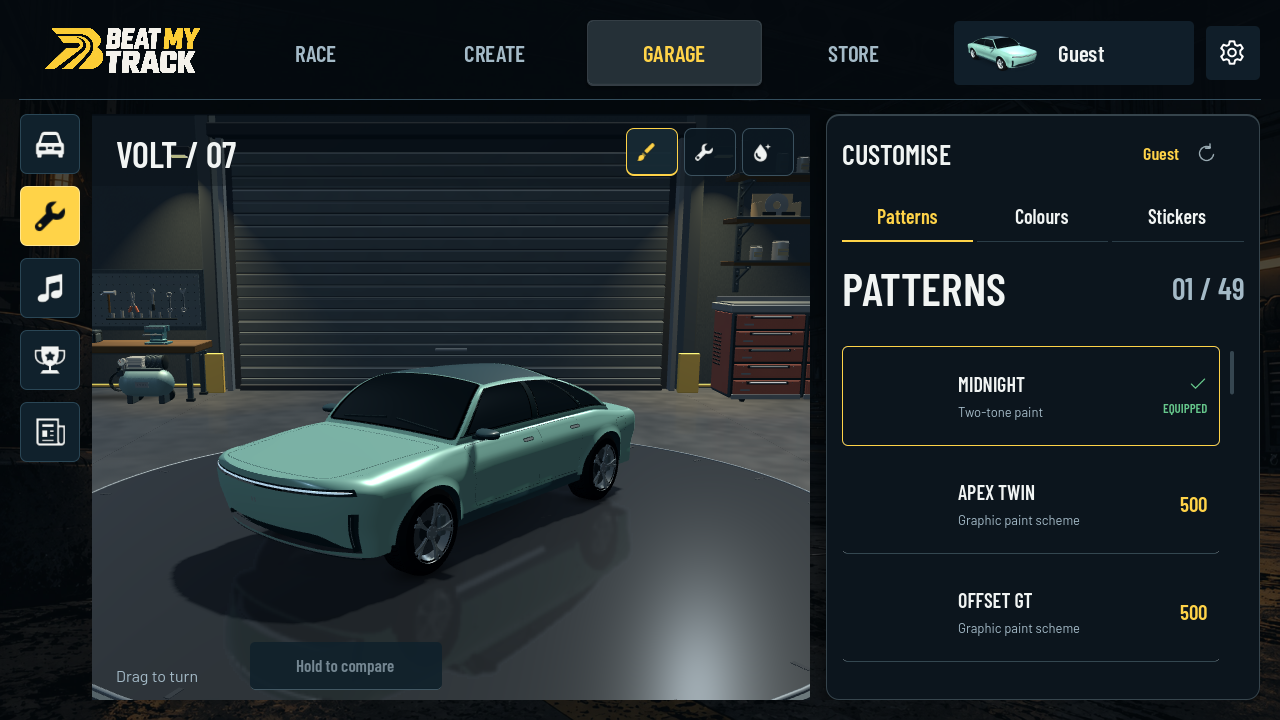 BEAT MY TRACK
RACE
CREATE
GARAGE
STORE
Guest
VOLT / 07
CUSTOMISE
Guest
Patterns
Colours
Stickers
PATTERNS
01 / 49
MIDNIGHT
Two-tone paint
EQUIPPED
APEX TWIN
Graphic paint scheme
500
OFFSET GT
Graphic paint scheme
500
Hold to compare
Drag to turn